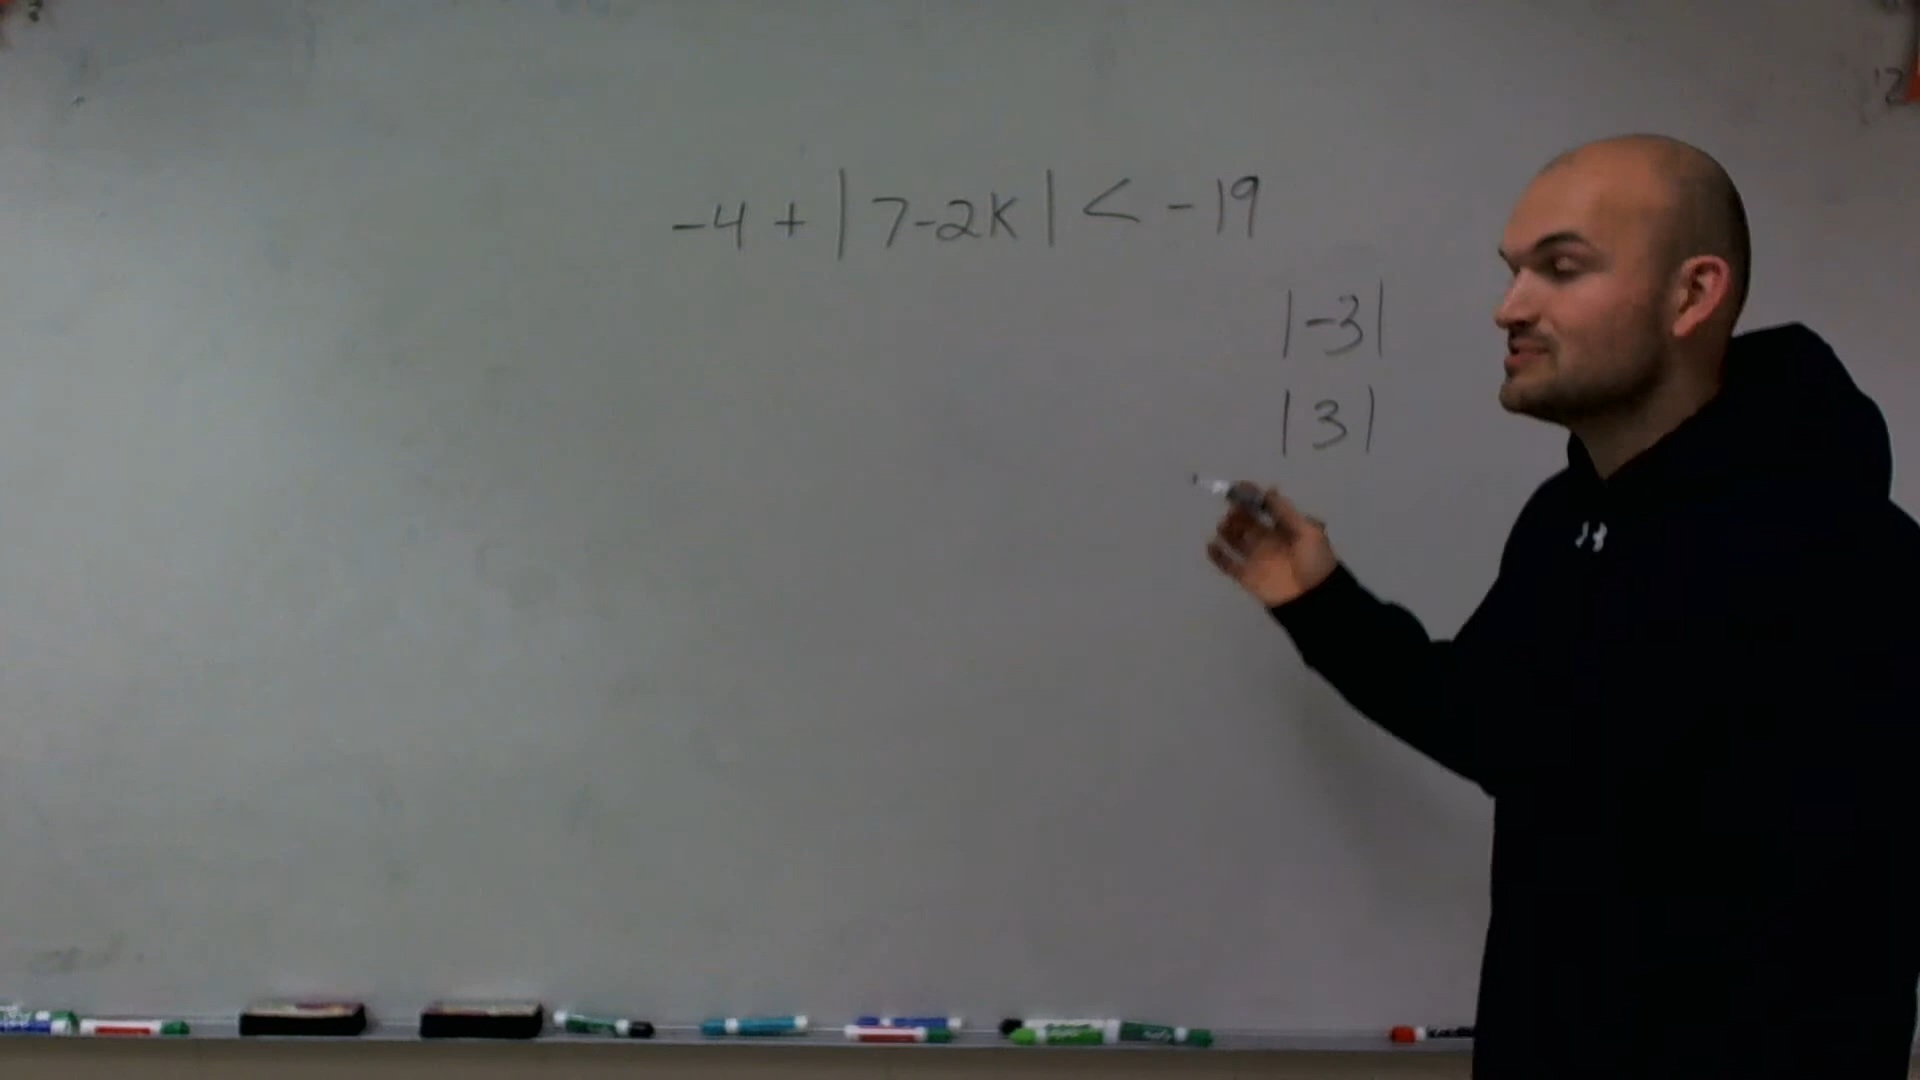 -4 + | 7-2k | < -19
|-3|
| 3 |